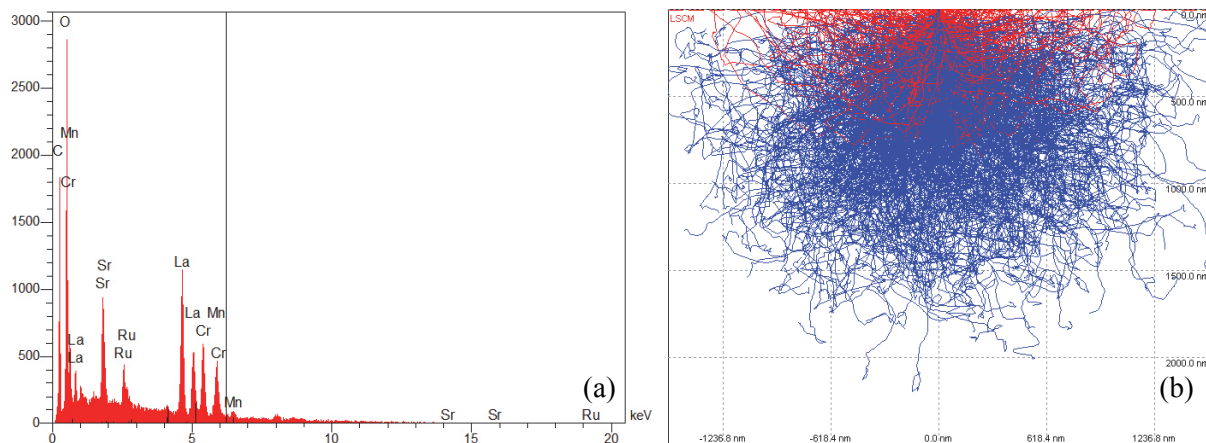 3000
2500
2000
1500
1000
500
0
O
Mn
C
Cr
La
La
Sr
Sr
Ru
Ru
La
La
Mn
Cr
Cr
Mn
Sr
Sr
Ru
keV
0
5
10
15
20
(a)
LSCM
0.0 nm
500.0 nm
1000.0 nm
1500.0 nm
2000.0 nm
-1236.8 nm
-618.4 nm
0.0 nm
618.4 nm
1236.8 nm
(b)